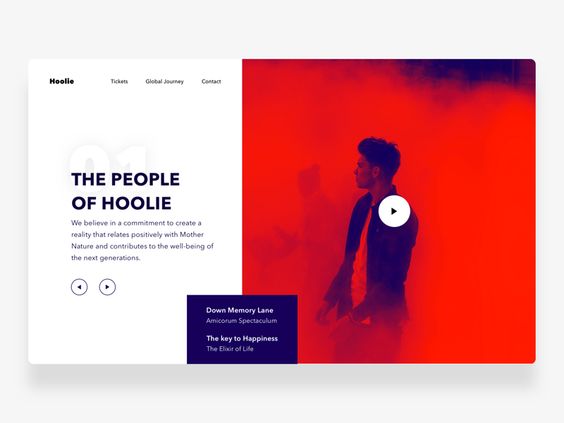 Hoolie
Tickets
Global Journey
Contact
01
THE PEOPLE
OF HOOLIE
We believe in a commitment to create a
reality that relates positively with Mother
Nature and contributes to the well-being of
the next generations.
Down Memory Lane
Amicorum Spectaculum
The key to Happiness
The Elixir of Life